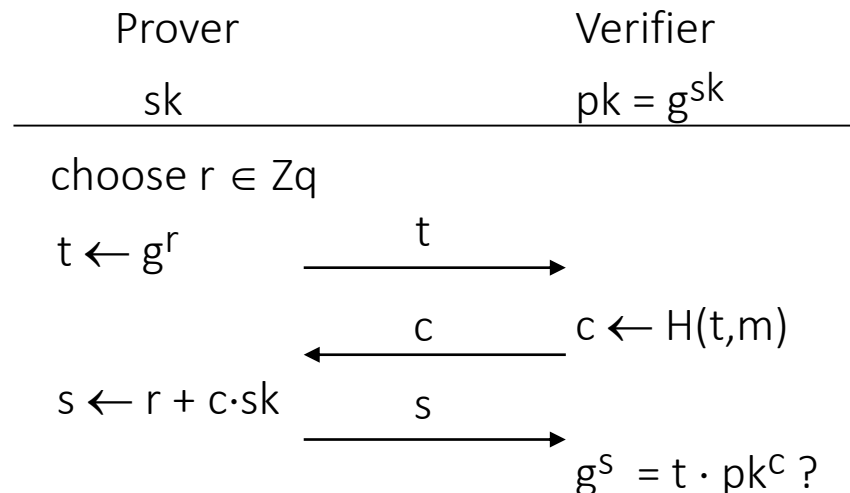 Prover Verifier
sk pk = g^sk
choose r ∈ Zq
t ← g^r t
c c ← H(t,m)
s ← r + c·sk s
g^s = t · pk^c ?